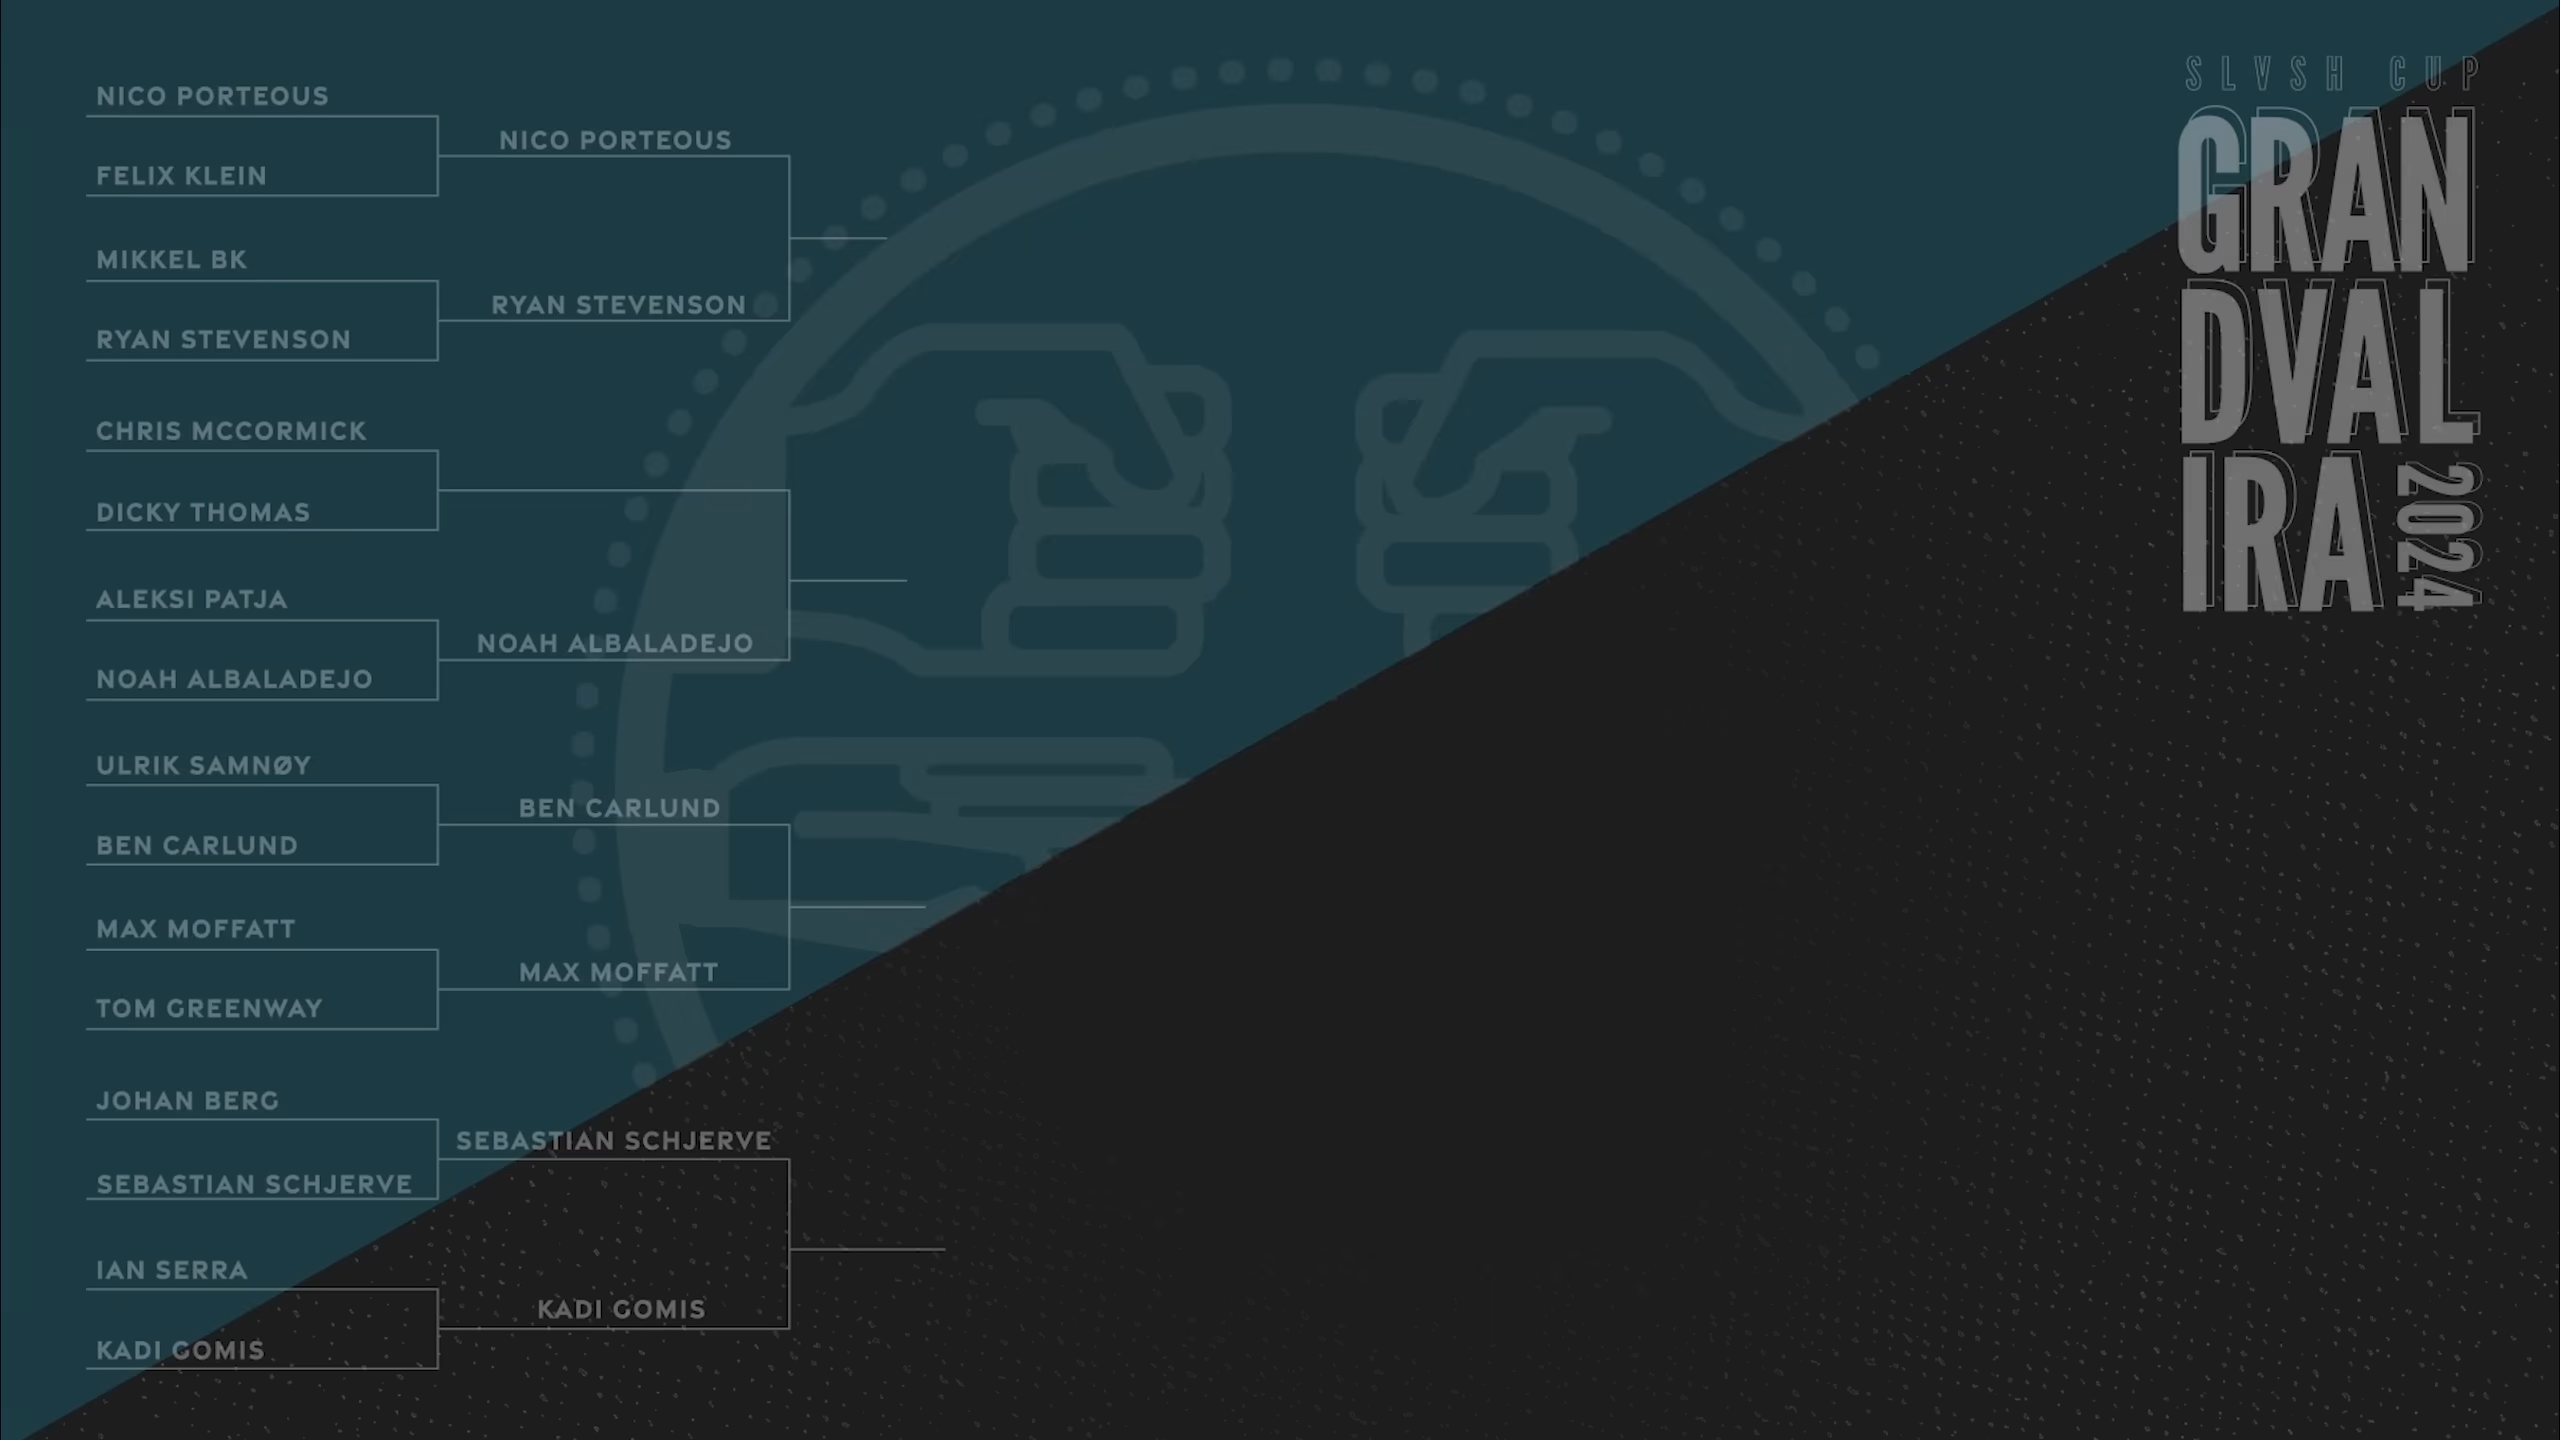 NICO PORTEOUS
FELIX KLEIN
MIKKEL BK
RYAN STEVENSON
CHRIS MCCORMICK
DICKY THOMAS
ALEKSI PATJA
NOAH ALBALADEJO
ULRIK SAMNØY
BEN CARLUND
MAX MOFFATT
TOM GREENWAY
JOHAN BERG
SEBASTIAN SCHJERVE
IAN SERRA
KADI GOMIS
NICO PORTEOUS
RYAN STEVENSON
NOAH ALBALADEJO
BEN CARLUND
MAX MOFFATT
SEBASTIAN SCHJERVE
KADI GOMIS
SLVSH CUP
GRAN
DVAL
IRA
2024